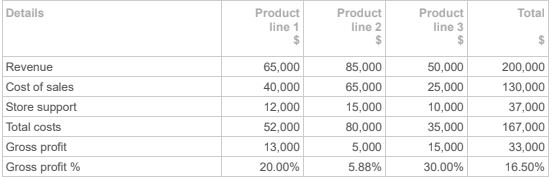 Details Product line 1 $ Product line 2 $ Product line 3 $ Total $
Revenue 65,000 85,000 50,000 200,000
Cost of sales 40,000 65,000 25,000 130,000
Store support 12,000 15,000 10,000 37,000
Total costs 52,000 80,000 35,000 167,000
Gross profit 13,000 5,000 15,000 33,000
Gross profit % 20.00% 5.88% 30.00% 16.50%